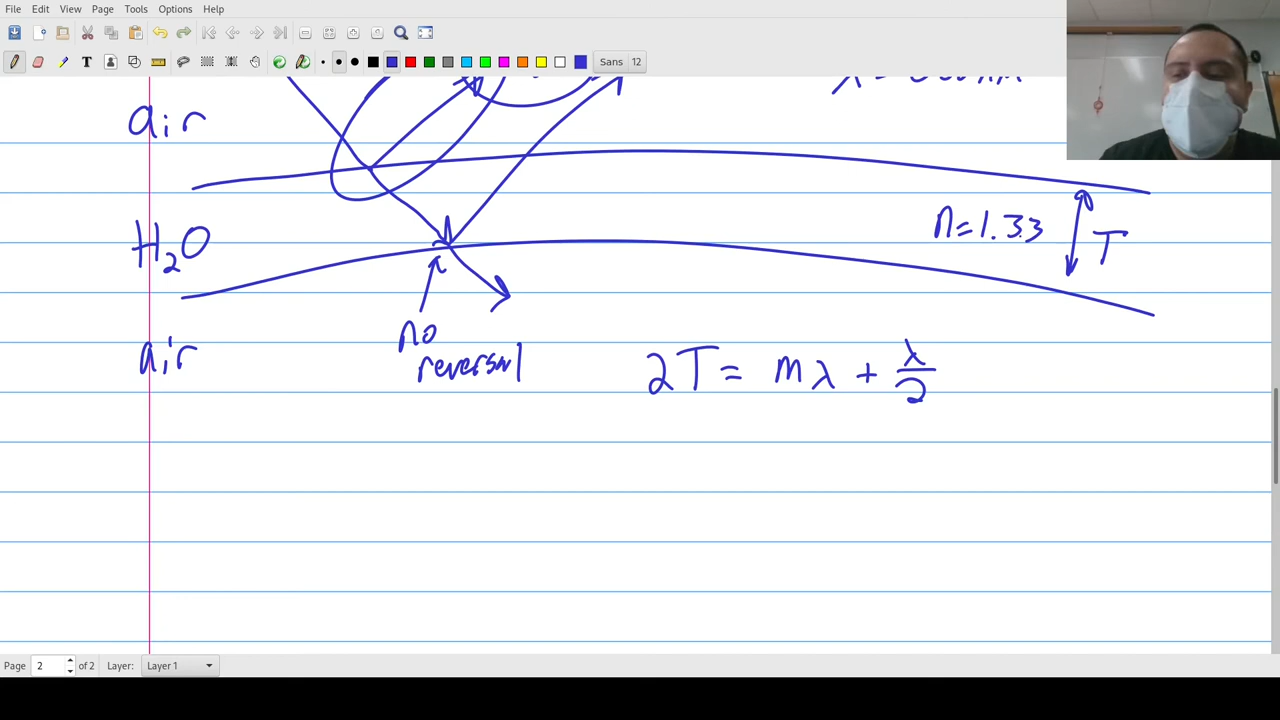 File Edit View Page Tools Options Help
Sans 12
air
H₂O
n=1.33
T
air
no
reversal
2T = mλ + λ/2
Page 2 of 2 Layer: Layer 1